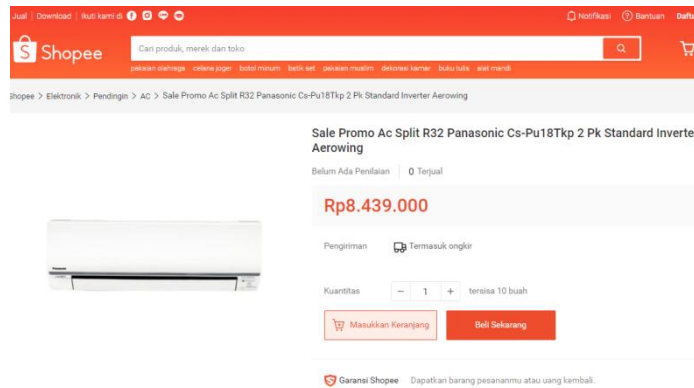 Jual | Download | Ikuti kami di
Notifikasi
Bantuan
Dafta
S Shopee
Cari produk, merek dan toko
pakaian olahraga celana joger botol minum batik set pakaian muslim dekorasi kamar buku tulis alat mandi
Shopee > Elektronik > Pendingin > AC > Sale Promo Ac Split R32 Panasonic Cs-Pu18Tkp 2 Pk Standard Inverter Aerowing
Sale Promo Ac Split R32 Panasonic Cs-Pu18Tkp 2 Pk Standard Inverte
Aerowing
Belum Ada Penilaian 0 Terjual
Rp8.439.000
Pengiriman Termasuk ongkir
Kuantitas − 1 + tersisa 10 buah
Masukkan Keranjang Beli Sekarang
Garansi Shopee Dapatkan barang pesananmu atau uang kembali.
Panasonic